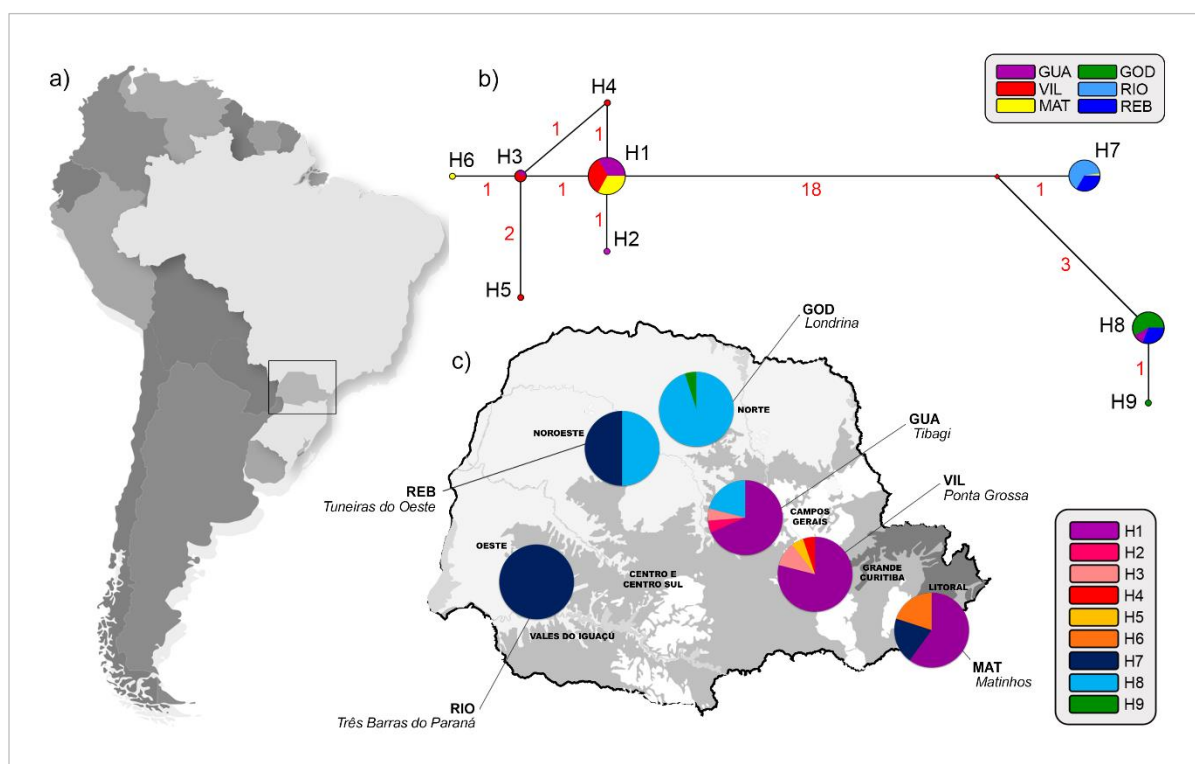 a)
b)
GUA
GOD
VIL
RIO
MAT
REB
H4
1
1
H6
H3
H1
H7
1
1
18
1
2
1
H2
3
H5
H8
1
H9
c)
GOD
Londrina
NORTE
NOROESTE
GUA
Tibagi
REB
Tuneiras do Oeste
VIL
Ponta Grossa
CAMPOS
GERAIS
OESTE
CENTRO E
CENTRO SUL
GRANDE
CURITIBA
LITORAL
VALES DO IGUAÇÚ
MAT
Matinhos
RIO
Três Barras do Paraná
H1
H2
H3
H4
H5
H6
H7
H8
H9